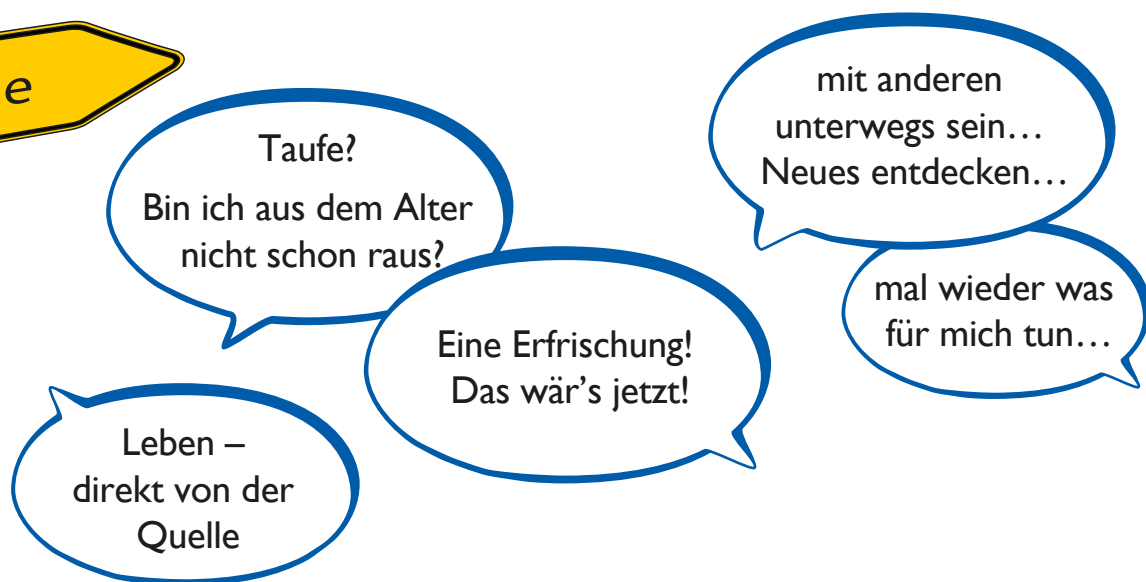 e
Taufe?
Bin ich aus dem Alter
nicht schon raus?
mit anderen
unterwegs sein…
Neues entdecken…
mal wieder was
für mich tun…
Eine Erfrischung!
Das wär's jetzt!
Leben –
direkt von der
Quelle